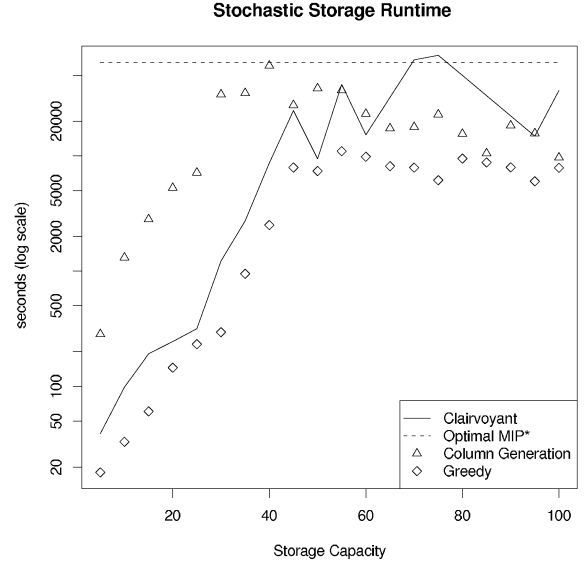 Stochastic Storage Runtime
seconds (log scale)
20000
5000
2000
500
100
50
20
20
40
60
80
100
Storage Capacity
Clairvoyant
Optimal MIP*
Column Generation
Greedy